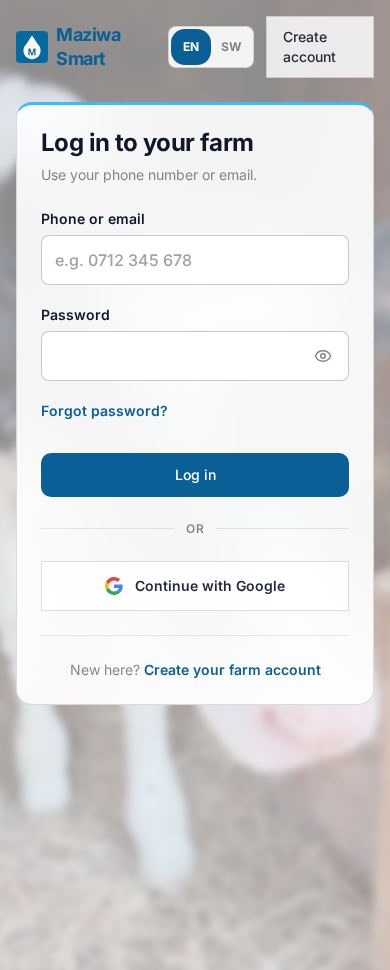 M
Maziwa
Smart
EN
SW
Create
account
Log in to your farm
Use your phone number or email.
Phone or email
e.g. 0712 345 678
Password
Forgot password?
Log in
OR
Continue with Google
New here? Create your farm account